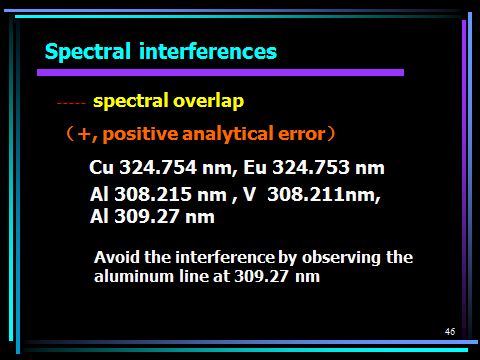 Spectral interferences
----- spectral overlap
（+, positive analytical error）
Cu 324.754 nm, Eu 324.753 nm
Al 308.215 nm , V  308.211nm,
Al 309.27 nm
Avoid the interference by observing the
aluminum line at 309.27 nm
46